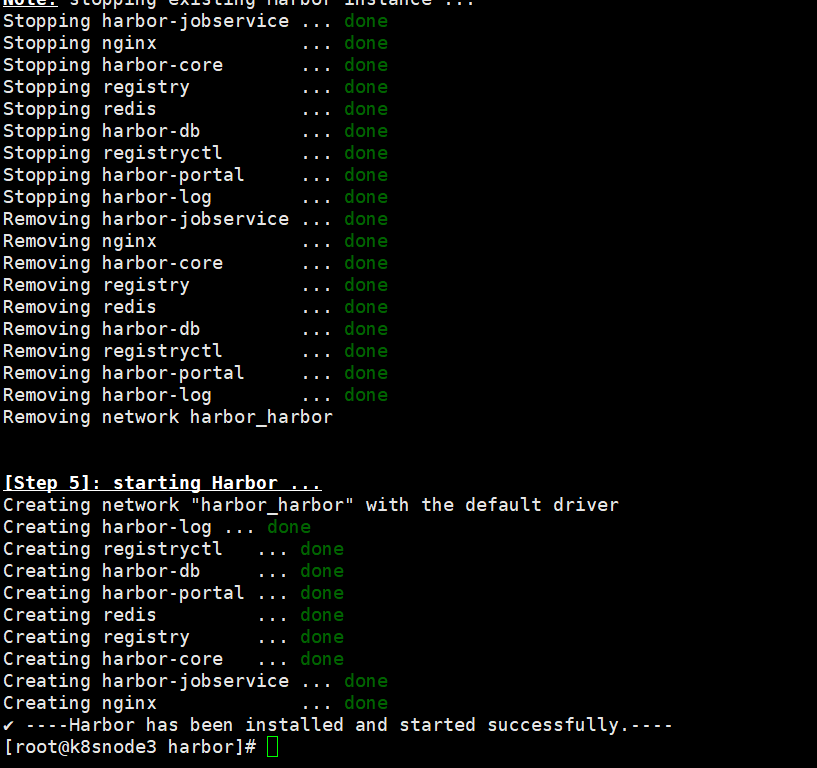 Note: stopping existing Harbor instance ...
Stopping harbor-jobservice ... done
Stopping nginx             ... done
Stopping harbor-core       ... done
Stopping registry          ... done
Stopping redis             ... done
Stopping harbor-db         ... done
Stopping registryctl       ... done
Stopping harbor-portal     ... done
Stopping harbor-log        ... done
Removing harbor-jobservice ... done
Removing nginx             ... done
Removing harbor-core       ... done
Removing registry          ... done
Removing redis             ... done
Removing harbor-db         ... done
Removing registryctl       ... done
Removing harbor-portal     ... done
Removing harbor-log        ... done
Removing network harbor_harbor
[Step 5]: starting Harbor ...
Creating network "harbor_harbor" with the default driver
Creating harbor-log ... done
Creating registryctl   ... done
Creating harbor-db     ... done
Creating harbor-portal ... done
Creating redis         ... done
Creating registry      ... done
Creating harbor-core   ... done
Creating harbor-jobservice ... done
Creating nginx             ... done
✔ ----Harbor has been installed and started successfully.----
[root@k8snode3 harbor]#